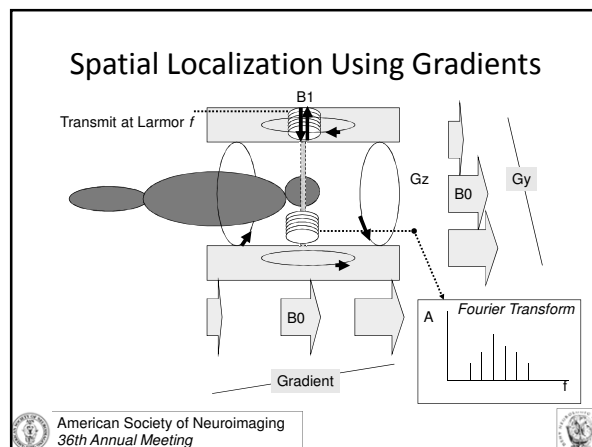 Spatial Localization Using Gradients
B1
Transmit at Larmor f
Gz
B0
Gy
B0
Gradient
Fourier Transform
A
f
American Society of Neuroimaging
36th Annual Meeting